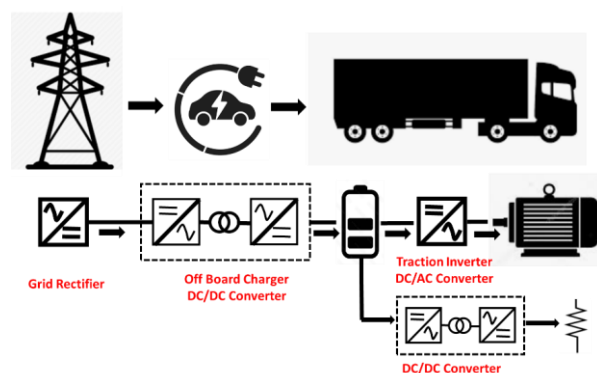 Grid Rectifier
Off Board Charger
DC/DC Converter
Traction Inverter
DC/AC Converter
DC/DC Converter